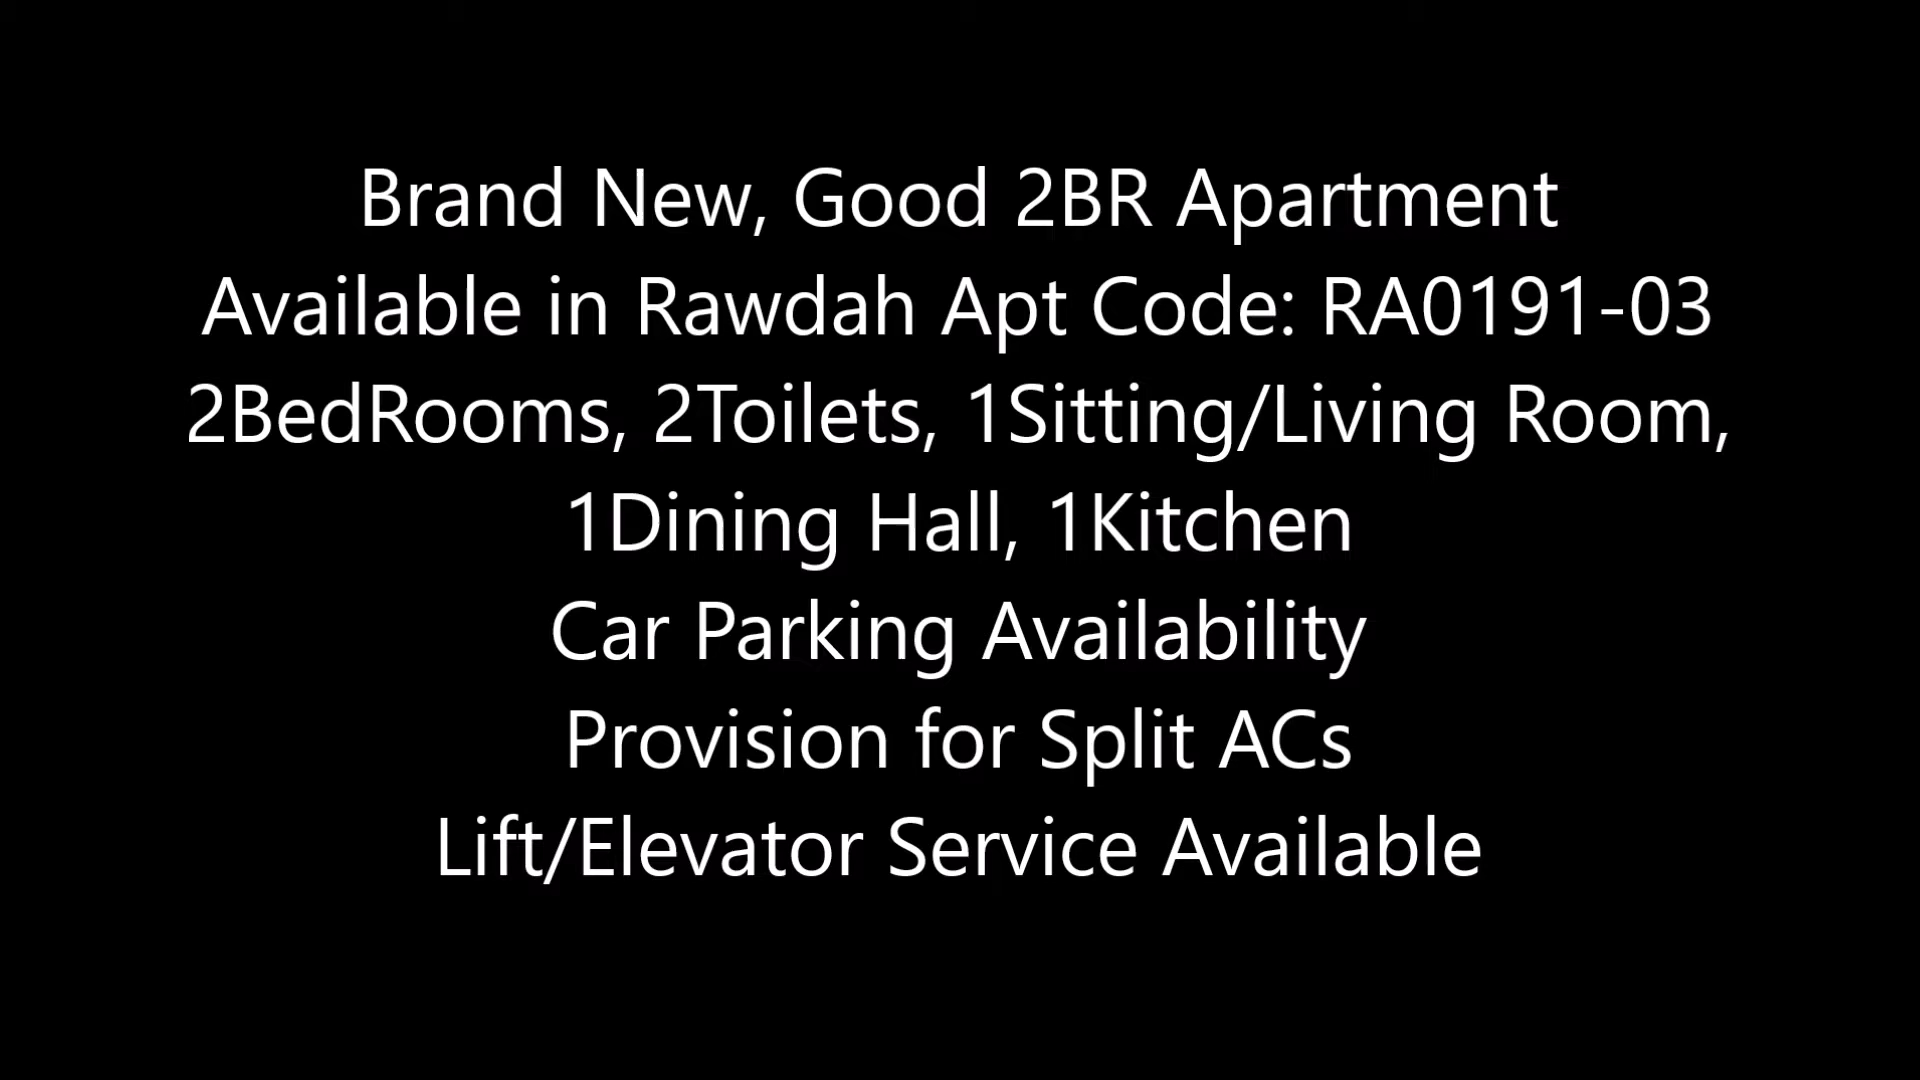 Brand New, Good 2BR Apartment
Available in Rawdah Apt Code: RA0191-03
2BedRooms, 2Toilets, 1Sitting/Living Room,
1Dining Hall, 1Kitchen
Car Parking Availability
Provision for Split ACs
Lift/Elevator Service Available